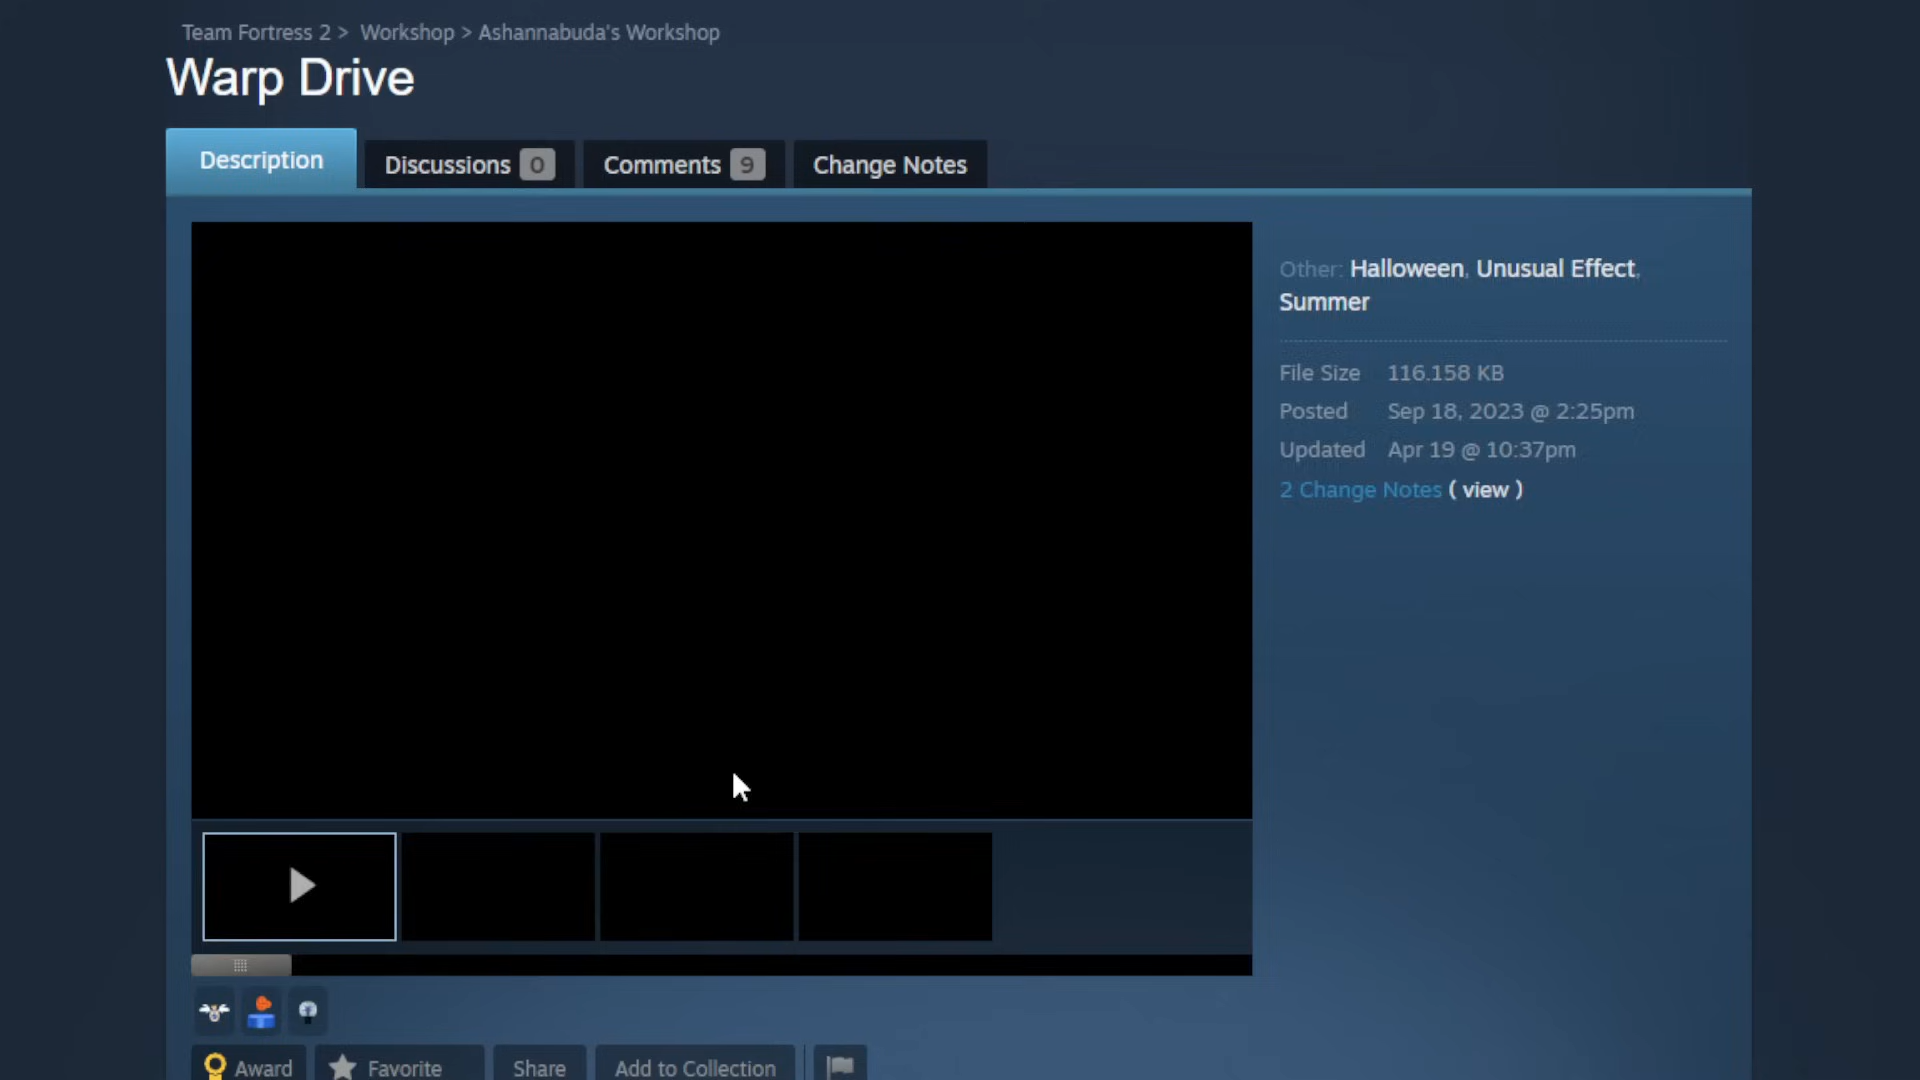 Team Fortress 2 > Workshop > Ashannabuda's Workshop
Warp Drive
Description
Discussions 0
Comments 9
Change Notes
Other: Halloween, Unusual Effect,
Summer
File Size 116.158 KB
Posted Sep 18, 2023 @ 2:25pm
Updated Apr 19 @ 10:37pm
2 Change Notes ( view )
Award
Favorite
Share
Add to Collection